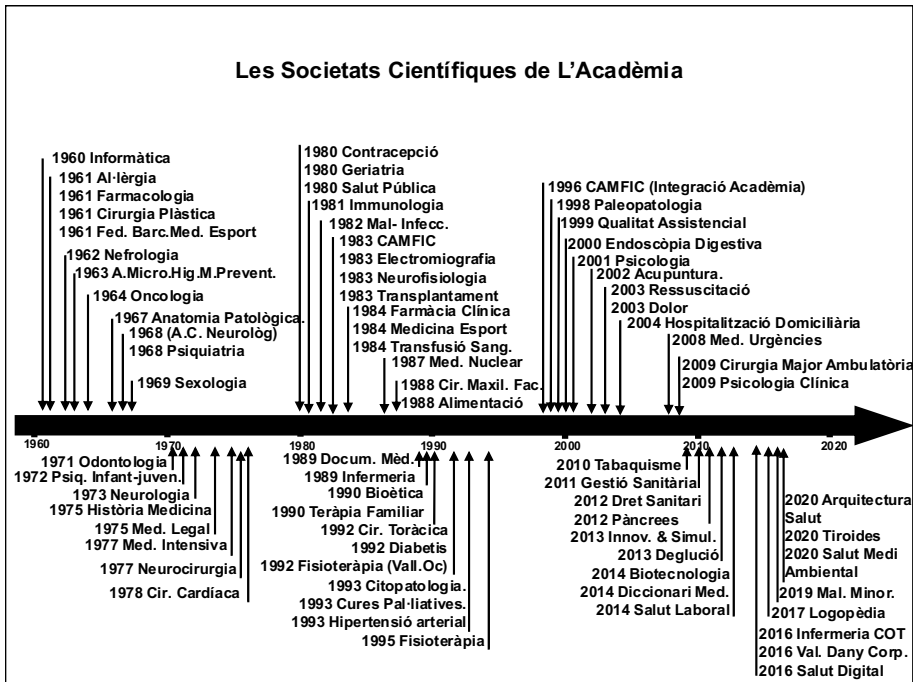 Les Societats Científiques de L'Acadèmia
1960 Informàtica
1961 Al·lèrgia
1961 Farmacologia
1961 Cirurgia Plàstica
1961 Fed. Barc.Med. Esport
1962 Nefrologia
1963 A.Micro.Hig.M.Prevent.
1964 Oncologia
1967 Anatomia Patològica.
1968 (A.C. Neurològ)
1968 Psiquiatria
1969 Sexologia
1980 Contracepció
1980 Geriatria
1980 Salut Pública
1981 Immunologia
1982 Mal- Infecc.
1983 CAMFIC
1983 Electromiografia
1983 Neurofisiologia
1983 Transplantament
1984 Farmàcia Clínica
1984 Medicina Esport
1984 Transfusió Sang.
1987 Med. Nuclear
1988 Cir. Maxil. Fac.
1988 Alimentació
1996 CAMFIC (Integració Acadèmia)
1998 Paleopatologia
1999 Qualitat Assistencial
2000 Endoscòpia Digestiva
2001 Psicologia
2002 Acupuntura.
2003 Ressuscitació
2003 Dolor
2004 Hospitalització Domiciliària
2008 Med. Urgències
2009 Cirurgia Major Ambulatòria
2009 Psicologia Clínica
1960
1970
1980
1990
2000
2010
2020
1971 Odontologia
1972 Psiq. Infant-juven.
1973 Neurologia
1975 Història Medicina
1975 Med. Legal
1977 Med. Intensiva
1977 Neurocirurgia
1978 Cir. Cardíaca
1989 Docum. Mèd.
1989 Infermeria
1990 Bioètica
1990 Teràpia Familiar
1992 Cir. Toràcica
1992 Diabetis
1992 Fisioteràpia (Vall.Oc)
1993 Citopatologia.
1993 Cures Pal·liatives.
1993 Hipertensió arterial
1995 Fisioteràpia
2010 Tabaquisme
2011 Gestió Sanitària
2012 Dret Sanitari
2012 Pàncrees
2013 Innov. & Simul.
2013 Deglució
2014 Biotecnologia
2014 Diccionari Med.
2014 Salut Laboral
2020 Arquitectura
Salut
2020 Tiroides
2020 Salut Medi
Ambiental
2019 Mal. Minor.
2017 Logopèdia
2016 Infermeria COT
2016 Val. Dany Corp.
2016 Salut Digital